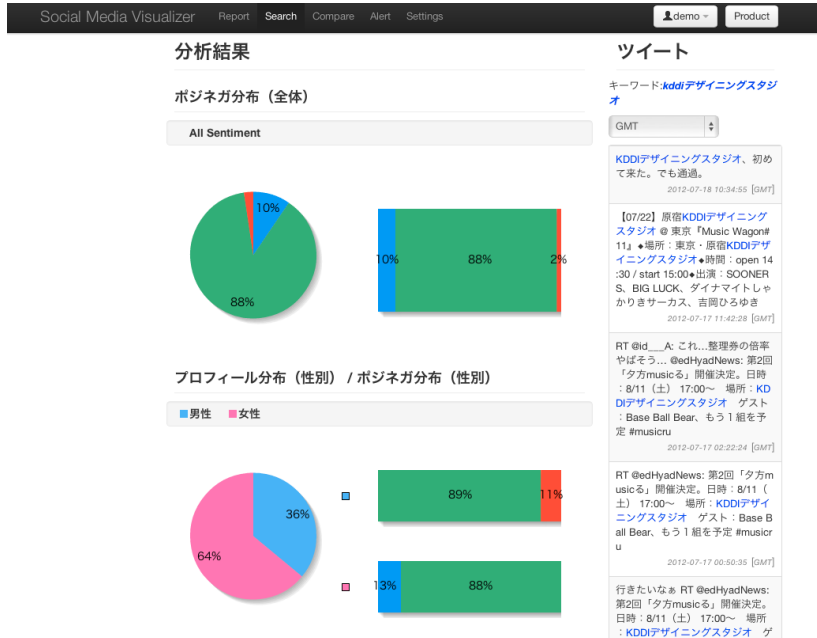 Social Media Visualizer Report Search Compare Alert Settings demo Product
分析結果
ポジネガ分布（全体）
All Sentiment
10%
88%
10% 88% 2%
プロフィール分布（性別） / ポジネガ分布（性別）
男性 女性
36%
64%
89% 11%
13% 88%
ツイート
キーワード:kddiデザイニングスタジ
オ
GMT
KDDIデザイニングスタジオ、初め
て来た。でも通過。
2012-07-18 10:34:55 [GMT]
【07/22】原宿KDDIデザイニング
スタジオ @ 東京『Music Wagon#
11』◆場所：東京・原宿KDDIデザ
イニングスタジオ◆時間：open 14
:30 / start 15:00◆出演：SOONER
S、BIG LUCK、ダイナマイトしゃ
かりきサーカス、吉岡ひろゆき
2012-07-17 11:42:28 [GMT]
RT @id___A: これ…整理券の倍率
やばそう… @edHyadNews: 第2回
「夕方musicる」開催決定。日時
：8/11（土） 17:00〜　場所：KD
DIデザイニングスタジオ　ゲスト
：Base Ball Bear、もう１組を予
定 #musicru
2012-07-17 02:22:24 [GMT]
RT @edHyadNews: 第2回「夕方m
usicる」開催決定。日時：8/11（
土） 17:00〜　場所：KDDIデザイ
ニングスタジオ　ゲスト：Base B
all Bear、もう１組を予定 #musicr
u
2012-07-17 00:50:35 [GMT]
行きたいなぁ RT @edHyadNews:
第2回「夕方musicる」開催決定。
日時：8/11（土） 17:00〜　場所
：KDDIデザイニングスタジオ　ゲ